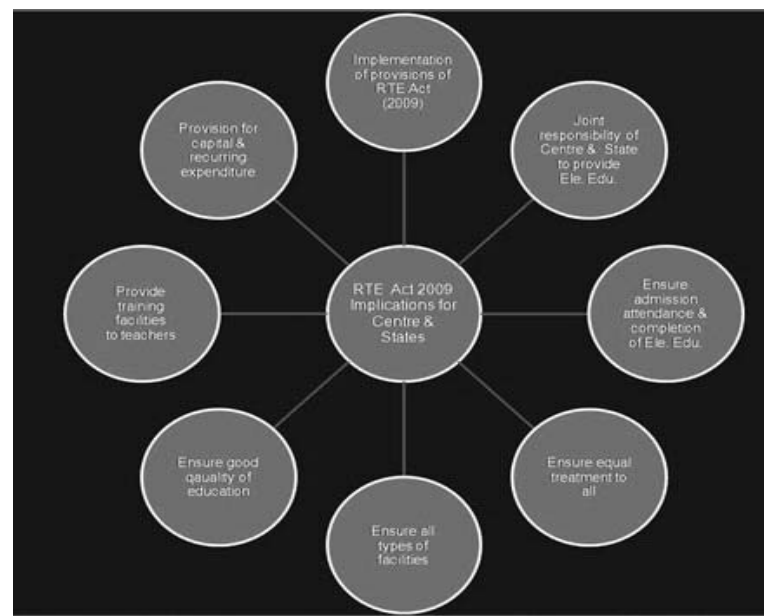 Implementation
of provisions of
RTE Act
(2009)
Joint
responsibility of
Centre & State
to provide
Ele. Edu.
Ensure
admission
attendance &
completion
of Ele. Edu.
Ensure equal
treatment to
all
Ensure all
types of
facilities
Ensure good
qauality of
education
Provide
training
facilities
to teachers
Provision for
capital &
recurring
expenditure
RTE Act 2009
Implications for
Centre &
States